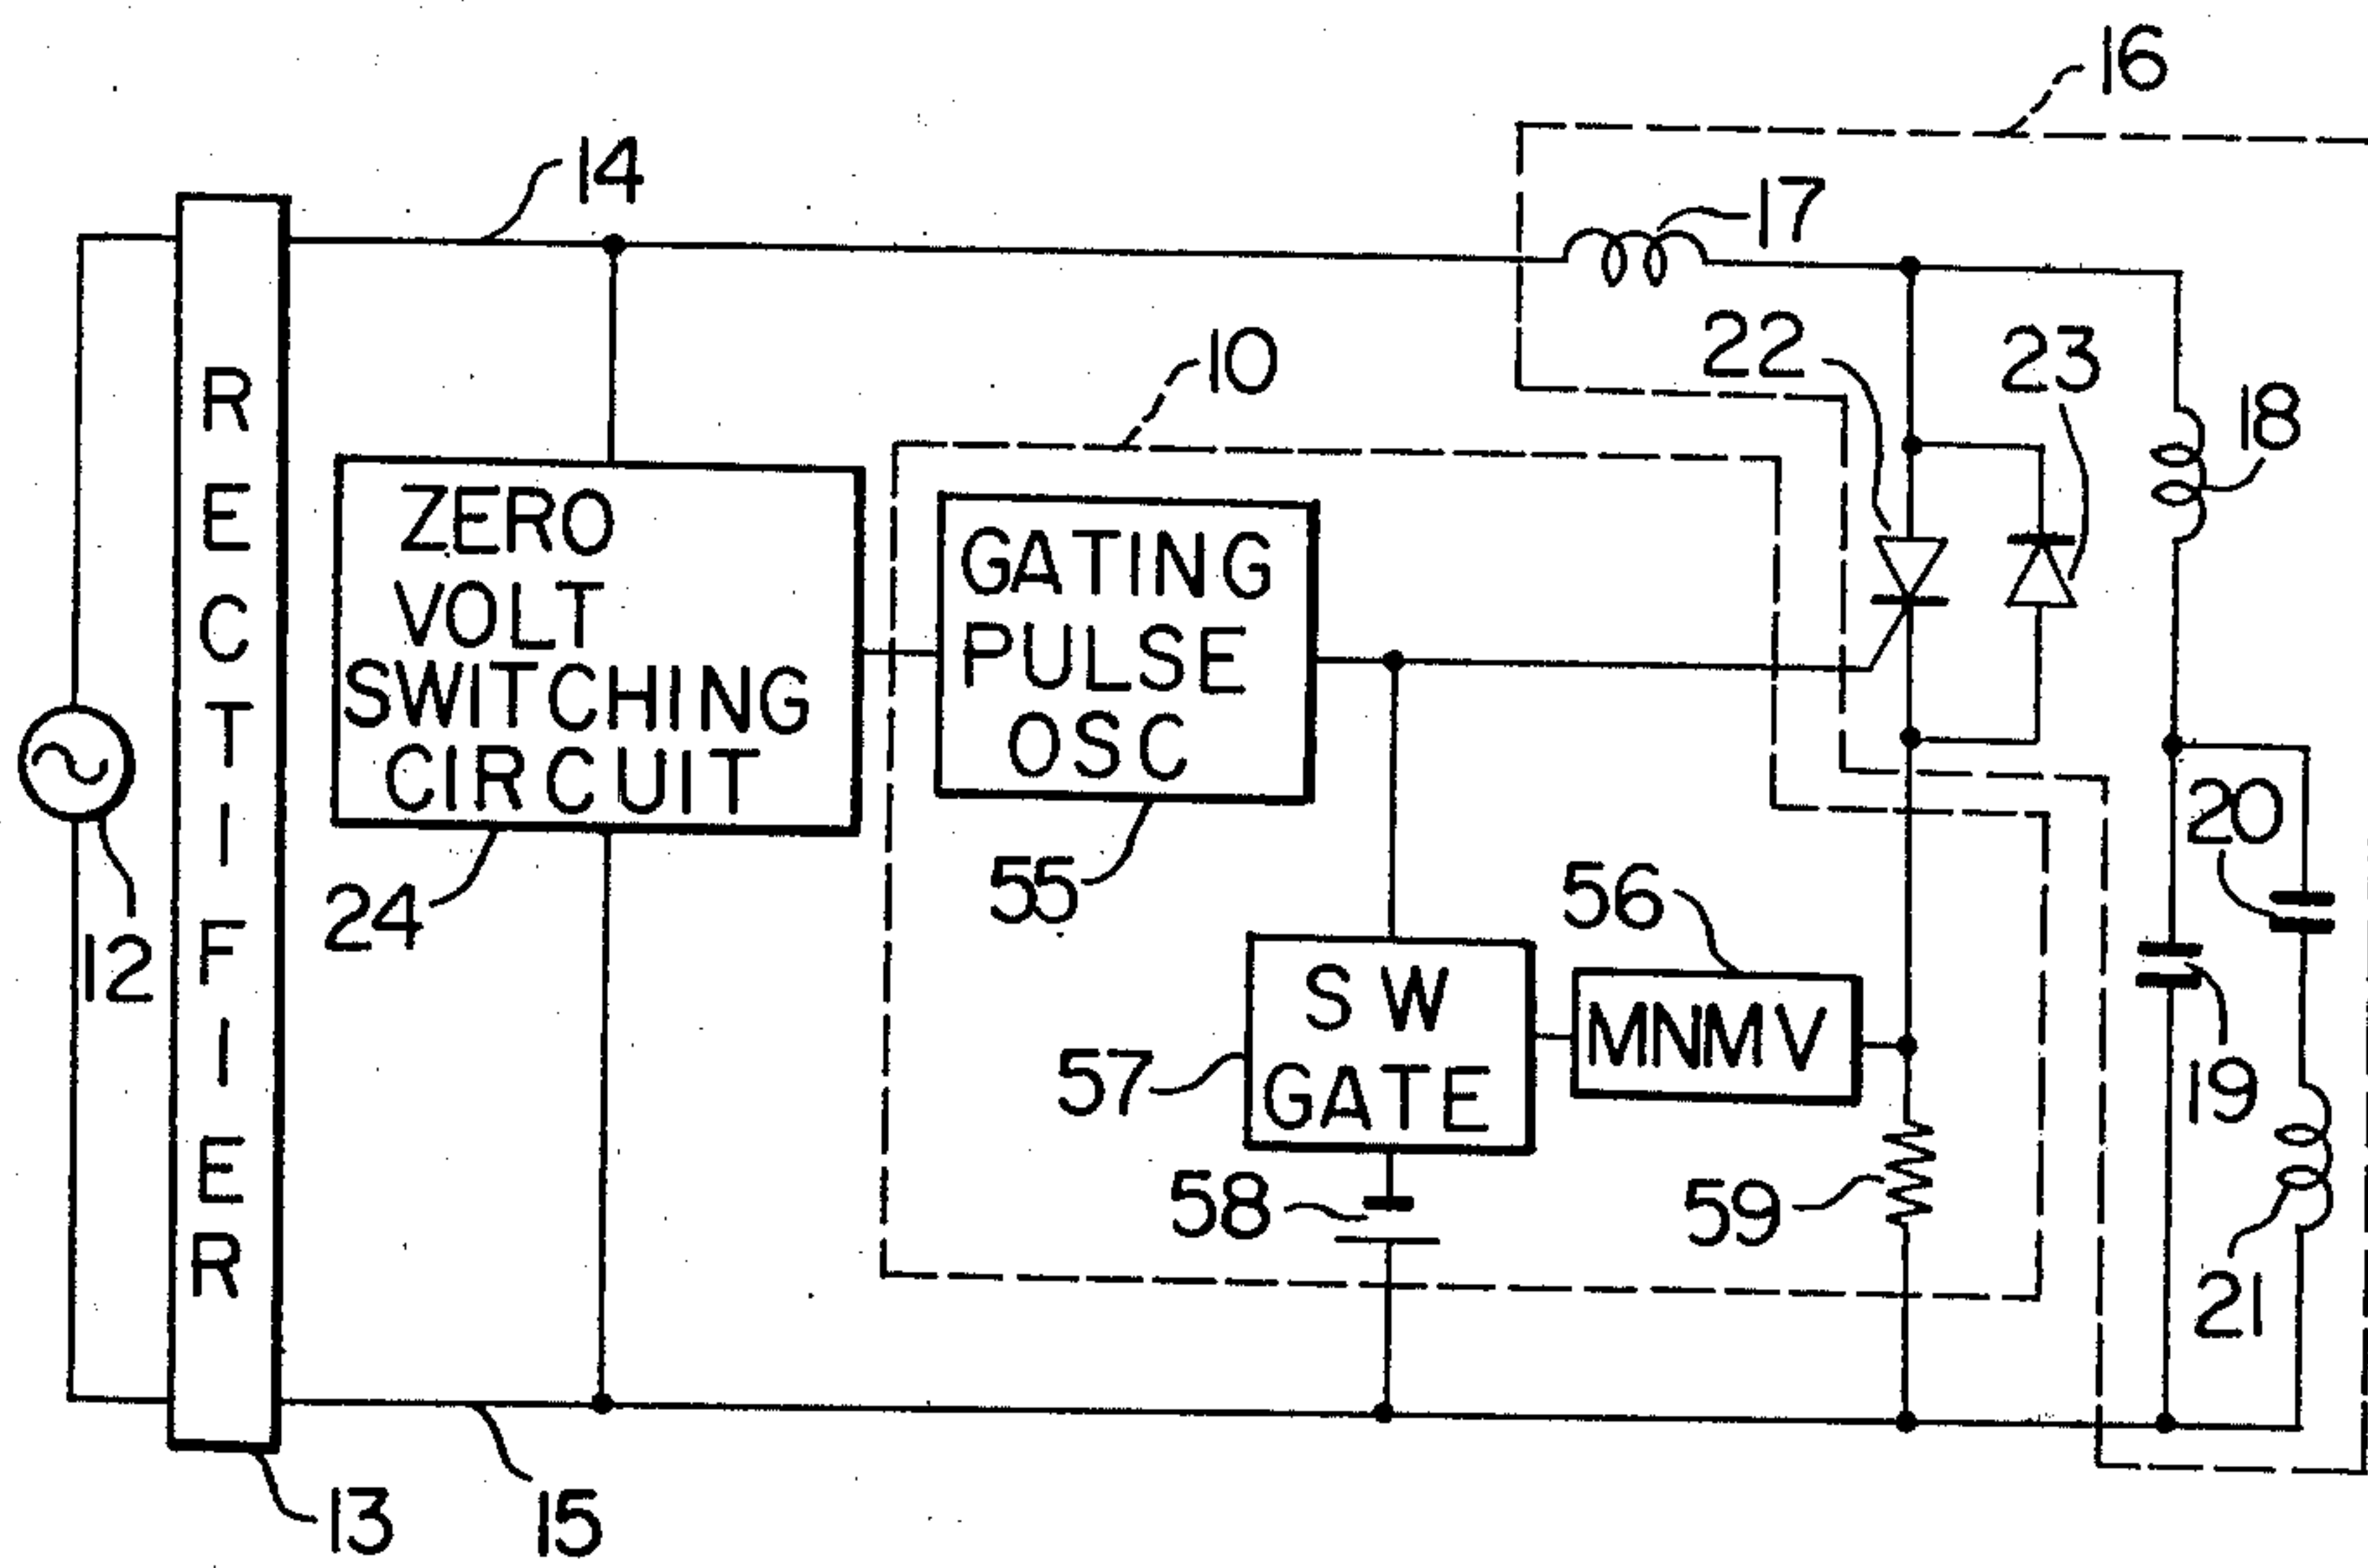 16
14
17
10
22
23
18
RECTIFIER
ZERO
VOLT
SWITCHING
CIRCUIT
GATING
PULSE
OSC
20
55
56
24
12
SW
GATE
MNMV
57
19
58
59
21
13
15